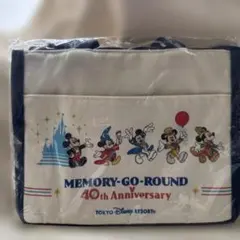 MEMORY-GO-ROUND
40th Anniversary
TOKYO DISNEY RESORT®